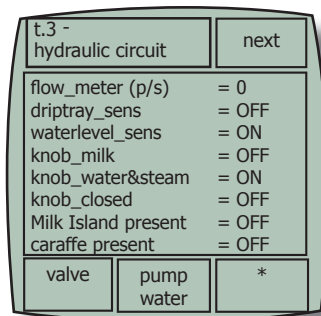 t.3 -
hydraulic circuit
next
flow_meter (p/s) = 0
driptray_sens = OFF
waterlevel_sens = ON
knob_milk = OFF
knob_water&steam = ON
knob_closed = OFF
Milk Island present = OFF
caraffe present = OFF
valve
pump
water
*